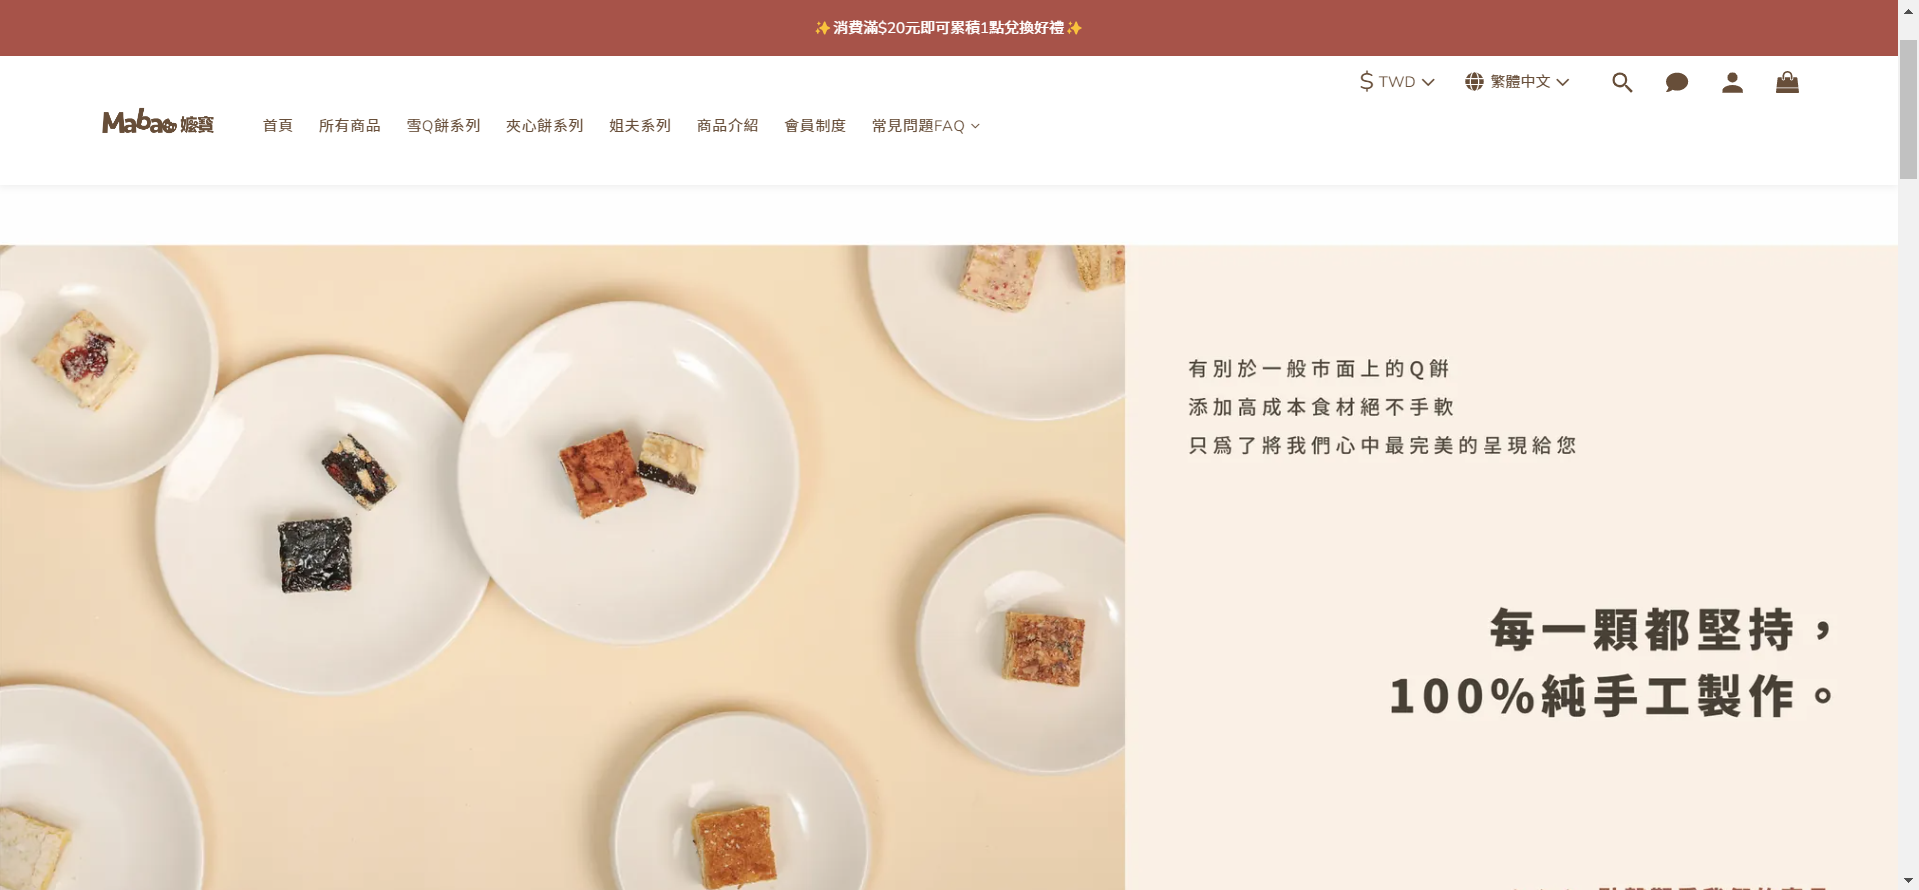 ✨消費滿$20元即可累積1點兌換好禮✨
$ TWD
繁體中文
Mabao 嬤寶
首頁
所有商品
雪Q餅系列
夾心餅系列
姐夫系列
商品介紹
會員制度
常見問題FAQ
有別於一般市面上的Q餅
添加高成本食材絕不手軟
只為了將我們心中最完美的呈現給您
每一顆都堅持，
100%純手工製作。